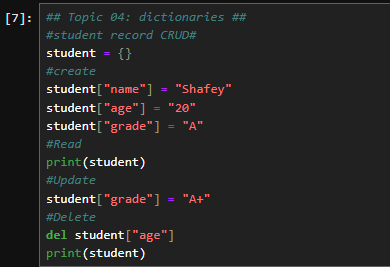 [7]:
## Topic 04: dictionaries ##
#student record CRUD#
student = {}
#create
student["name"] = "Shafey"
student["age"] = "20"
student["grade"] = "A"
#Read
print(student)
#Update
student["grade"] = "A+"
#Delete
del student["age"]
print(student)